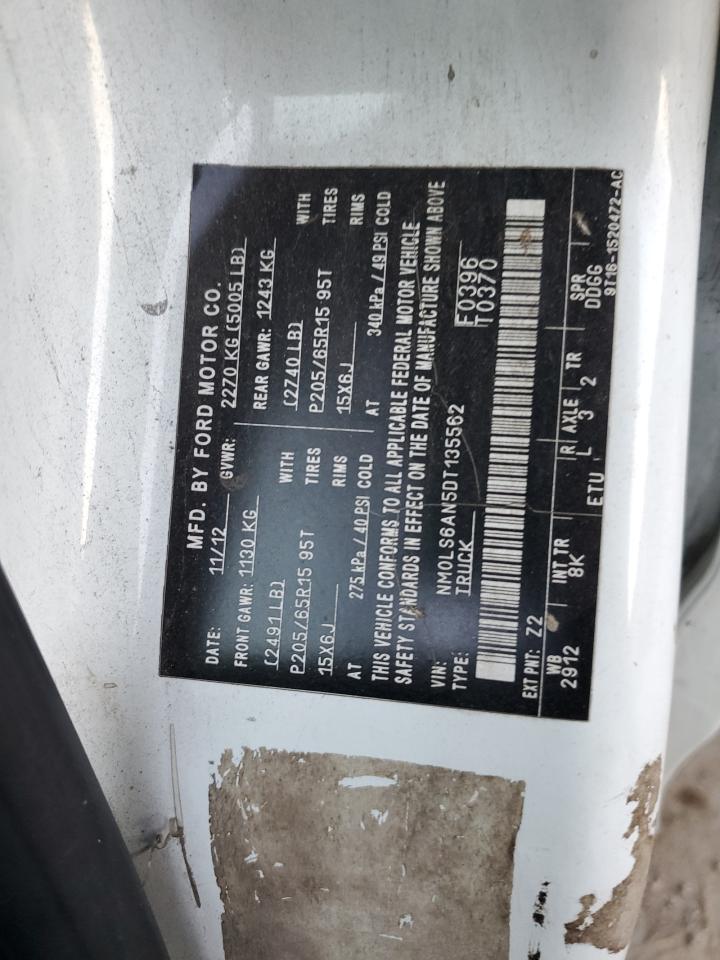 MFD. BY FORD MOTOR CO.
DATE: 11/12 GVWR: 2270 KG (5005 LB)
FRONT GAWR: 1130 KG REAR GAWR: 1243 KG
(2491LB) WITH (2740 LB) WITH
P205/65R15 95T TIRES P205/65R15 95T TIRES
15X6J RIMS 15X6J RIMS
AT 275 kPa / 40 PSI COLD AT 340 kPa / 49 PSI COLD
THIS VEHICLE CONFORMS TO ALL APPLICABLE FEDERAL MOTOR VEHICLE
SAFETY STANDARDS IN EFFECT ON THE DATE OF MANUFACTURE SHOWN ABOVE
VIN: NM0LS6AN5DT135562 F0396
TYPE: TRUCK T0370
EXT PNT: Z2
WB INT TR R AXLE TR SPR
2912 8K L 3 2 DDGG
ETU 9T16-1520472-AC